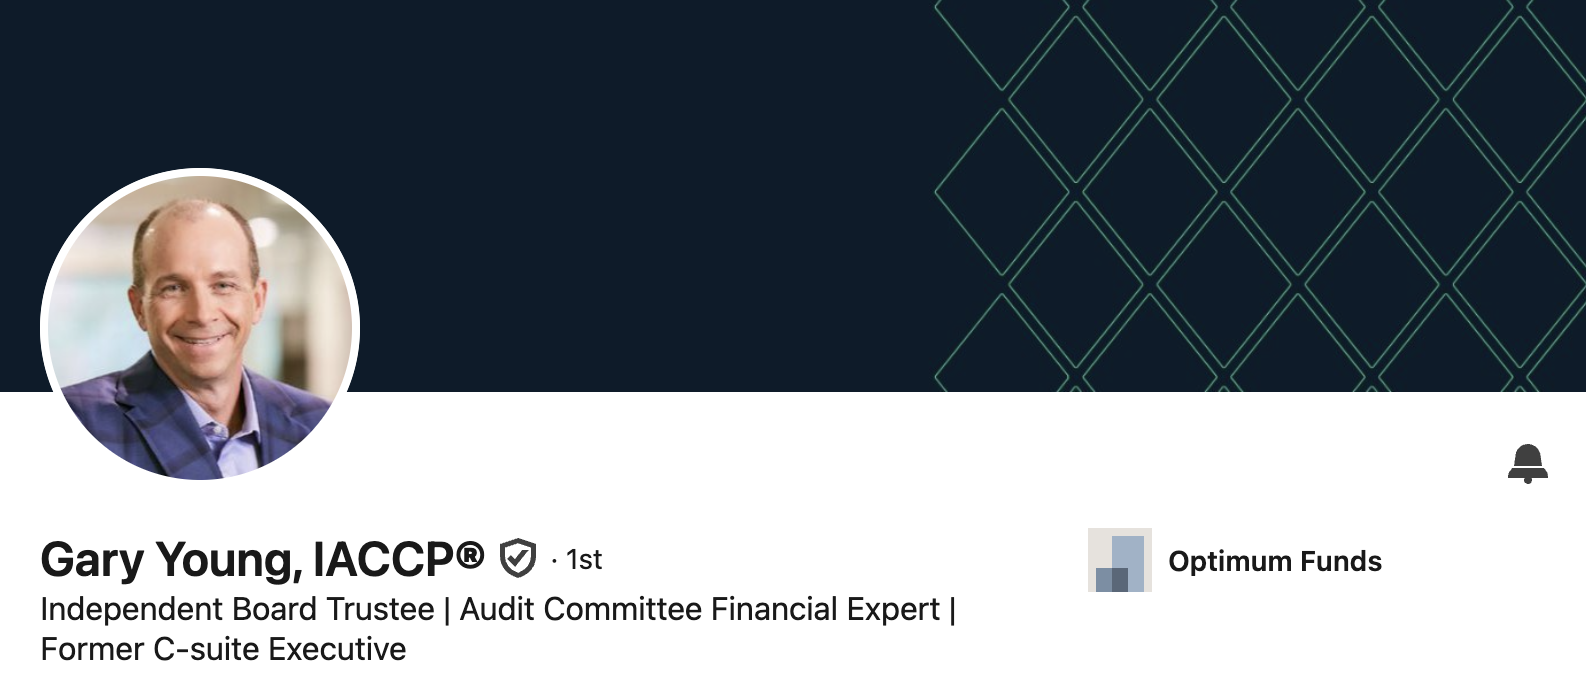 Gary Young, IACCP® · 1st
Optimum Funds
Independent Board Trustee | Audit Committee Financial Expert |
Former C-suite Executive